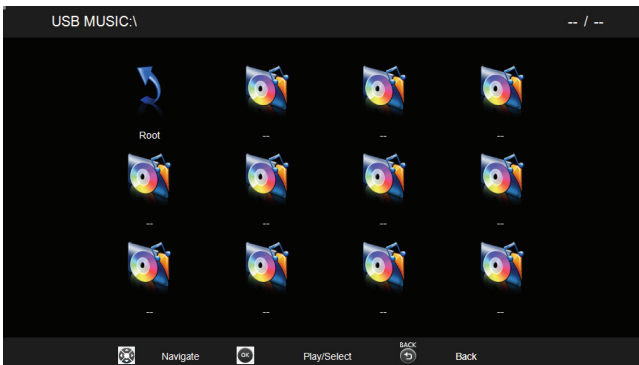 USB MUSIC:\ -- / --
Root -- -- --
-- -- -- --
-- -- -- --
BACK
Navigate OK Play/Select Back